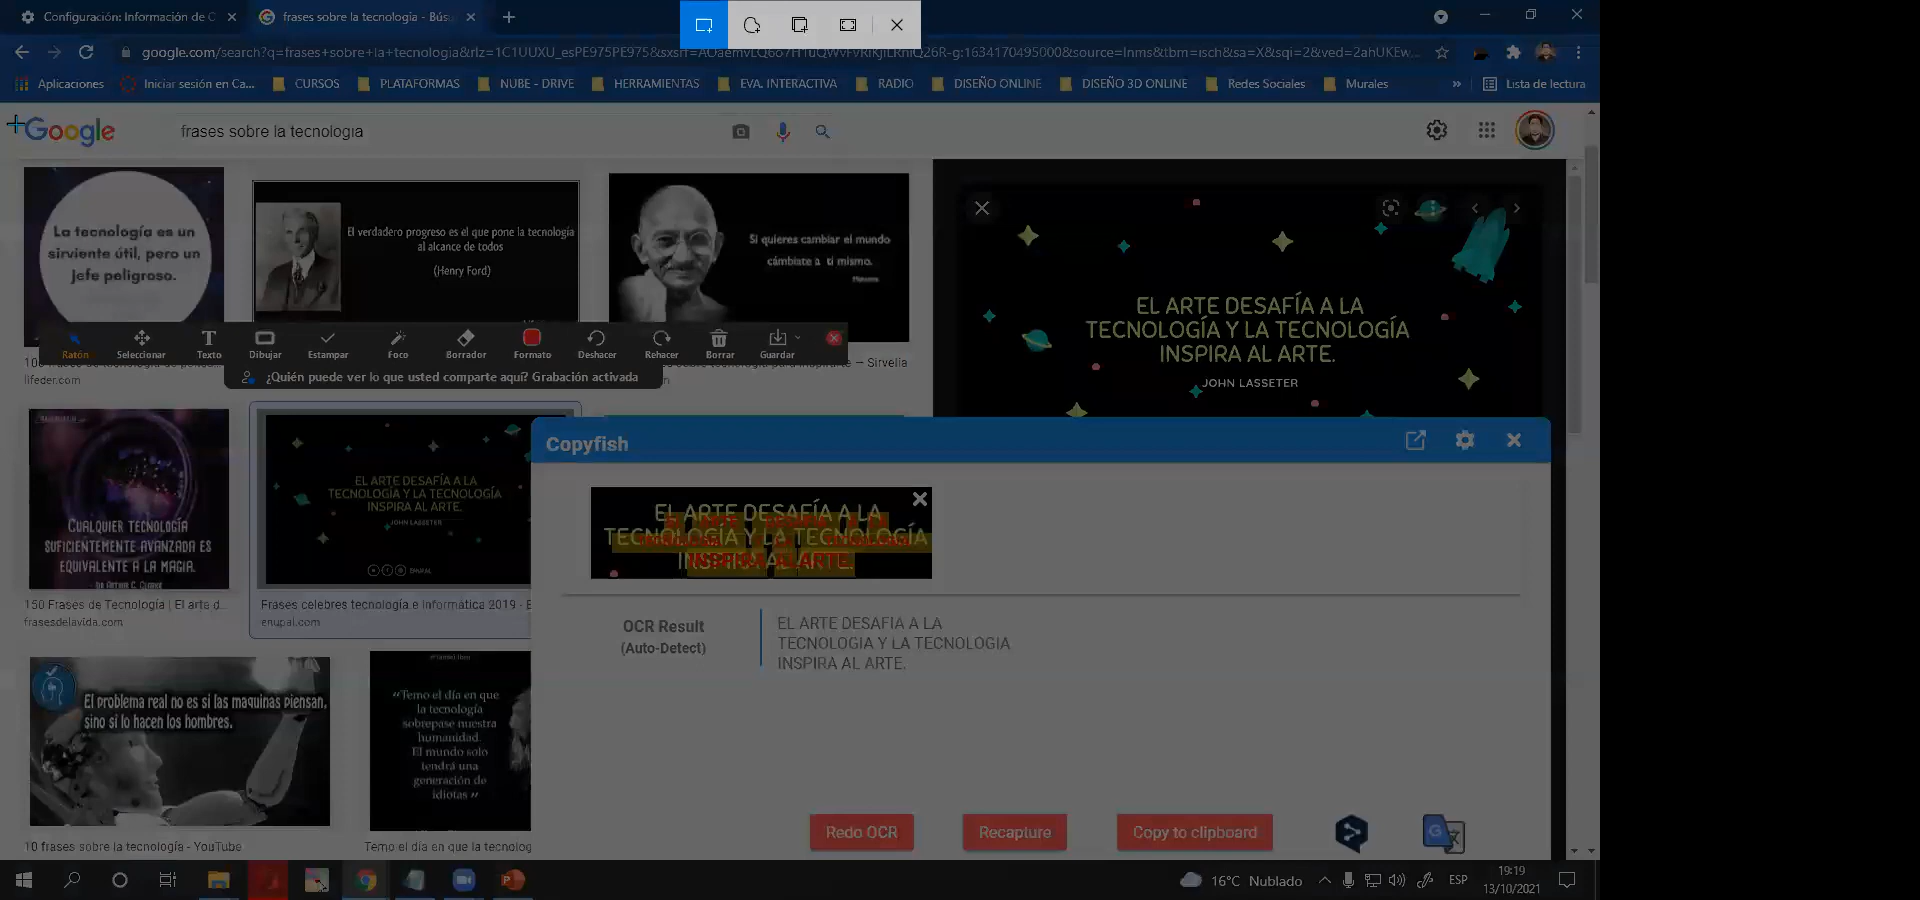 Configuración: Información de C
frases sobre la tecnologia - Bús
Aplicaciones
Iniciar sesión en Ca...
CURSOS
PLATAFORMAS
NUBE - DRIVE
HERRAMIENTAS
EVA. INTERACTIVA
RADIO
DISEÑO ONLINE
DISEÑO 3D ONLINE
Redes Sociales
Murales
»
Lista de lectura
Google
frases sobre la tecnologia
La tecnología es un
sirviente útil, pero un
jefe peligroso.
El verdadero progreso es el que pone la tecnología
al alcance de todos
(Henry Ford)
Si quieres cambiar el mundo
cámbiate a ti mismo.
EL ARTE DESAFÍA A LA
TECNOLOGÍA Y LA TECNOLOGÍA
INSPIRA AL ARTE.
JOHN LASSETER
Ratón
Seleccionar
Texto
Dibujar
Estampar
Foco
Borrador
Formato
Deshacer
Rehacer
Borrar
Guardar
¿Quién puede ver lo que usted comparte aquí? Grabación activada
— Sirvelia
lifeder.com
CUALQUIER TECNOLOGÍA
SUFICIENTEMENTE AVANZADA ES
EQUIVALENTE A LA MAGIA.
ARTHUR C. CLARKE
150 Frases de Tecnología | El arte d...
frasesdelavida.com
EL ARTE DESAFÍA A LA
TECNOLOGÍA Y LA TECNOLOGÍA
INSPIRA AL ARTE.
JOHN LASSETER
Frases celebres tecnología e Informática 2019 - E
enupal.com
Copyfish
EL ARTE DESAFÍA A LA
TECNOLOGÍA Y LA TECNOLOGÍA
INSPIRA AL ARTE.
OCR Result
(Auto-Detect)
EL ARTE DESAFIA A LA
TECNOLOGIA Y LA TECNOLOGIA
INSPIRA AL ARTE.
El problema real no es si las maquinas piensan,
sino si lo hacen los hombres.
10 frases sobre la tecnología - YouTube
“Temo el día en que
la tecnología
sobrepase nuestra
humanidad.
El mundo solo
tendrá una
generación de
idiotas”
Temo el día en que la tecnolog
Redo OCR
Recapture
Copy to clipboard
16°C Nublado
ESP
19:19
13/10/2021